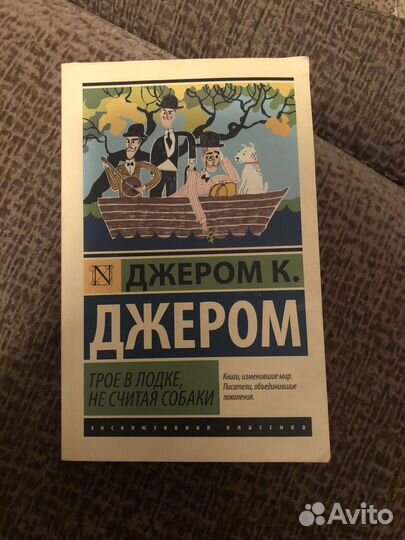 N
ДЖЕРОМ К.
ДЖЕРОМ
ТРОЕ В ЛОДКЕ,
НЕ СЧИТАЯ СОБАКИ
Книги, изменившие мир.
Писатели, объединившие
поколения.
эксклюзивная классика
Avito